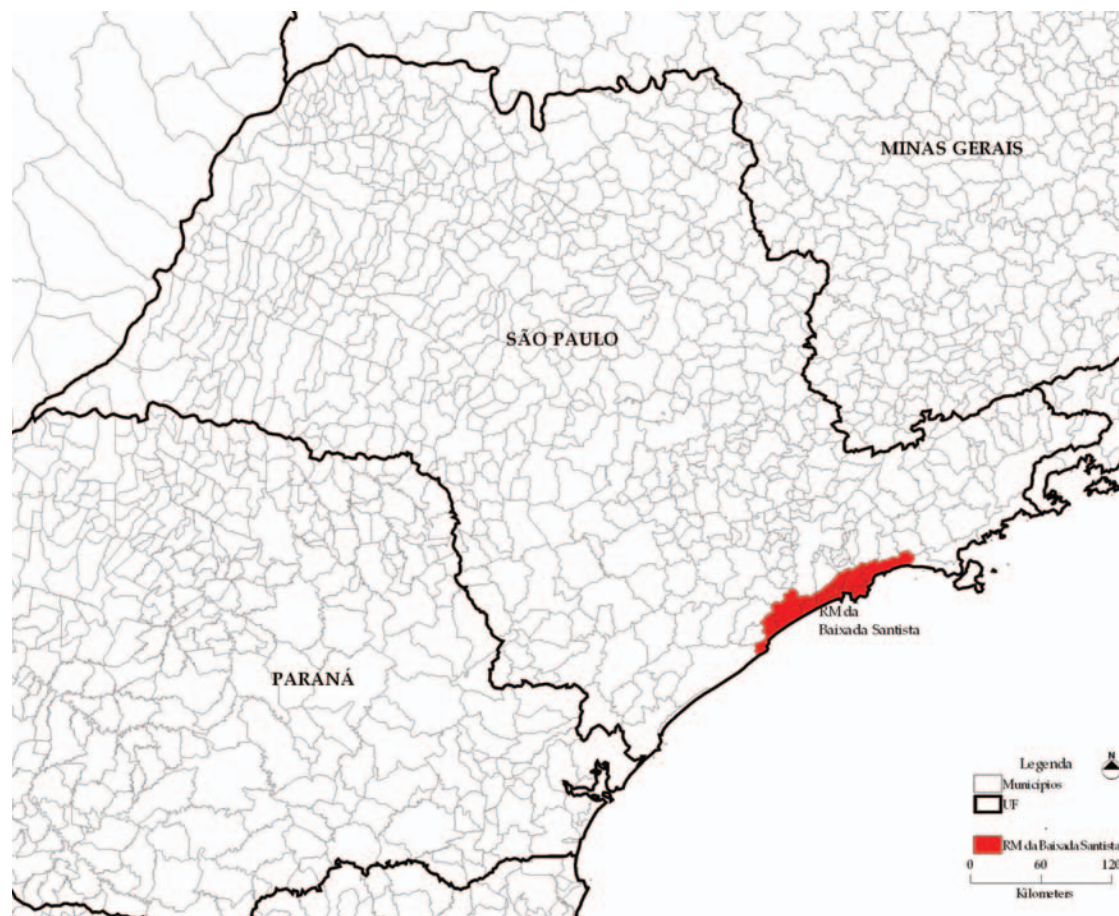 MINAS GERAIS
SÃO PAULO
RM da
Baixada Santista
PARANÁ
N
Legenda
Municípios
UF
RM da Baixada Santista
0 60 120
Kilometers